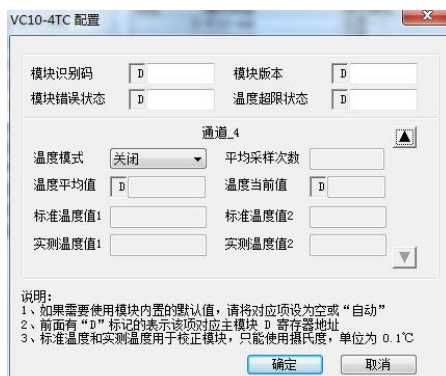 VC10-4TC 配置
模块识别码 D 模块版本 D
模块错误状态 D 温度超限状态 D
通道_4
温度模式 关闭 平均采样次数
温度平均值 D 温度当前值 D
标准温度值1 标准温度值2
实测温度值1 实测温度值2
说明:
1、如果需要使用模块内置的默认值，请将对应项设为空或“自动”
2、前面有“D”标记的表示该项对应主模块 D 寄存器地址
3、标准温度和实测温度用于校正模块，只能使用摄氏度，单位为 0.1℃
确定 取消